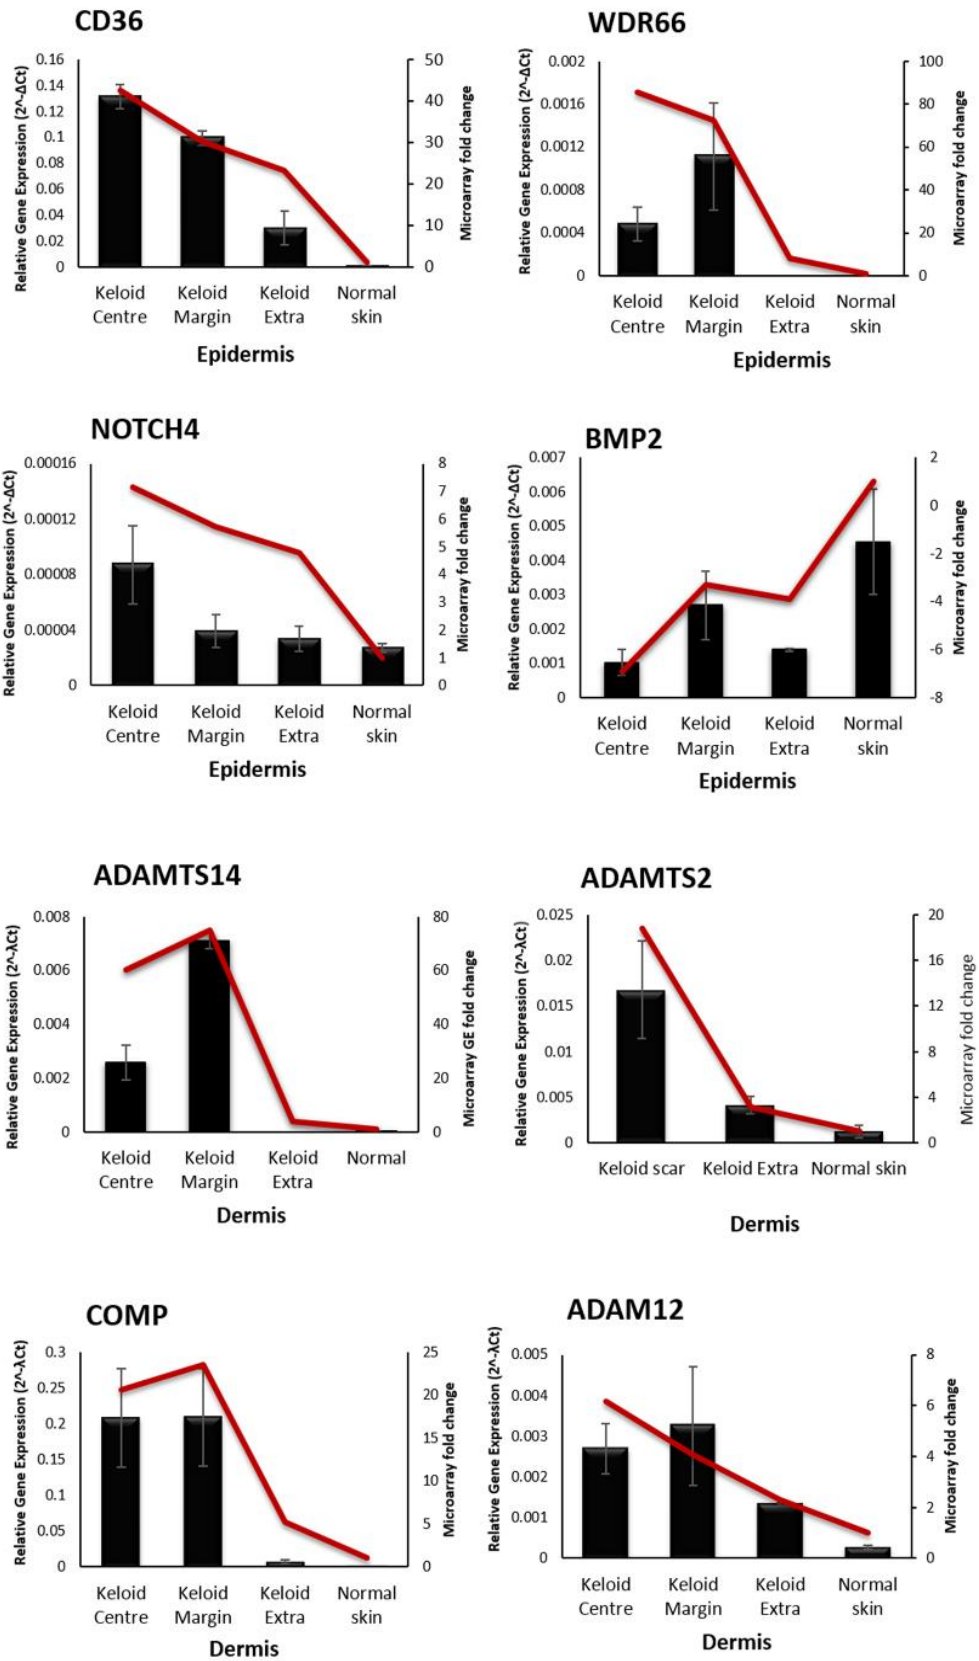 CD36
Relative Gene Expression (2^-ΔCt)
0.16
0.14
0.12
0.1
0.08
0.06
0.04
0.02
0
50
40
30
20
10
0
Microarray fold change
Keloid Centre
Keloid Margin
Keloid Extra
Normal skin
Epidermis
WDR66
Relative Gene Expression (2^-ΔCt)
0.002
0.0016
0.0012
0.0008
0.0004
0
100
80
60
40
20
0
Microarray fold change
Keloid Centre
Keloid Margin
Keloid Extra
Normal skin
Epidermis
NOTCH4
Relative Gene Expression (2^-ΔCt)
0.00016
0.00012
0.00008
0.00004
0
8
7
6
5
4
3
2
1
0
Microarray fold change
Keloid Centre
Keloid Margin
Keloid Extra
Normal skin
Epidermis
BMP2
Relative Gene Expression (2^-ΔCt)
0.007
0.006
0.005
0.004
0.003
0.002
0.001
0
2
0
-2
-4
-6
-8
Microarray fold change
Keloid Centre
Keloid Margin
Keloid Extra
Normal skin
Epidermis
ADAMTS14
Relative Gene Expression (2^-λCt)
0.008
0.006
0.004
0.002
0
80
60
40
20
0
Microarray GE fold change
Keloid Centre
Keloid Margin
Keloid Extra
Normal
Dermis
ADAMTS2
Relative Gene Expression (2^-λCt)
0.025
0.02
0.015
0.01
0.005
0
20
16
12
8
4
0
Microarray fold change
Keloid scar
Keloid Extra
Normal skin
Dermis
COMP
Relative Gene Expression (2^-λCt)
0.3
0.25
0.2
0.15
0.1
0.05
0
25
20
15
10
5
0
Microarray fold change
Keloid Centre
Keloid Margin
Keloid Extra
Normal skin
Dermis
ADAM12
Relative Gene Expression (2^-λCt)
0.005
0.004
0.003
0.002
0.001
0
8
6
4
2
0
Microarray fold change
Keloid Centre
Keloid Margin
Keloid Extra
Normal skin
Dermis